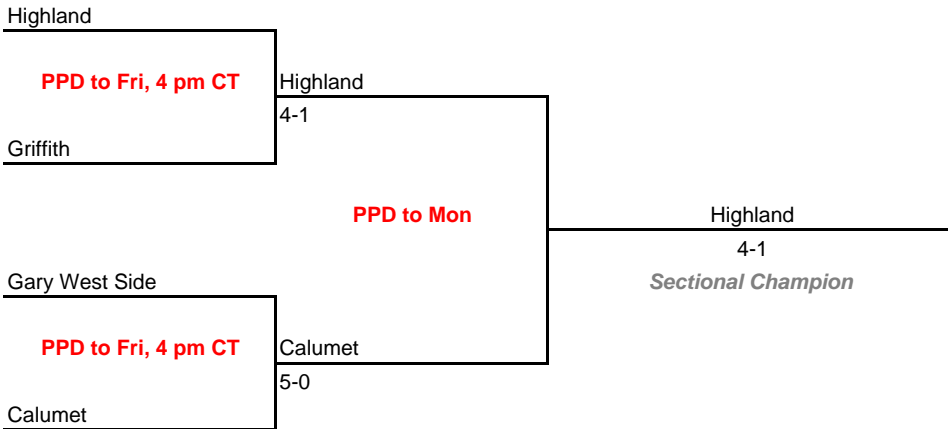 Highland
PPD to Fri, 4 pm CT
Highland
4-1
Griffith
PPD to Mon
Highland
4-1
Sectional Champion
Gary West Side
PPD to Fri, 4 pm CT
Calumet
5-0
Calumet